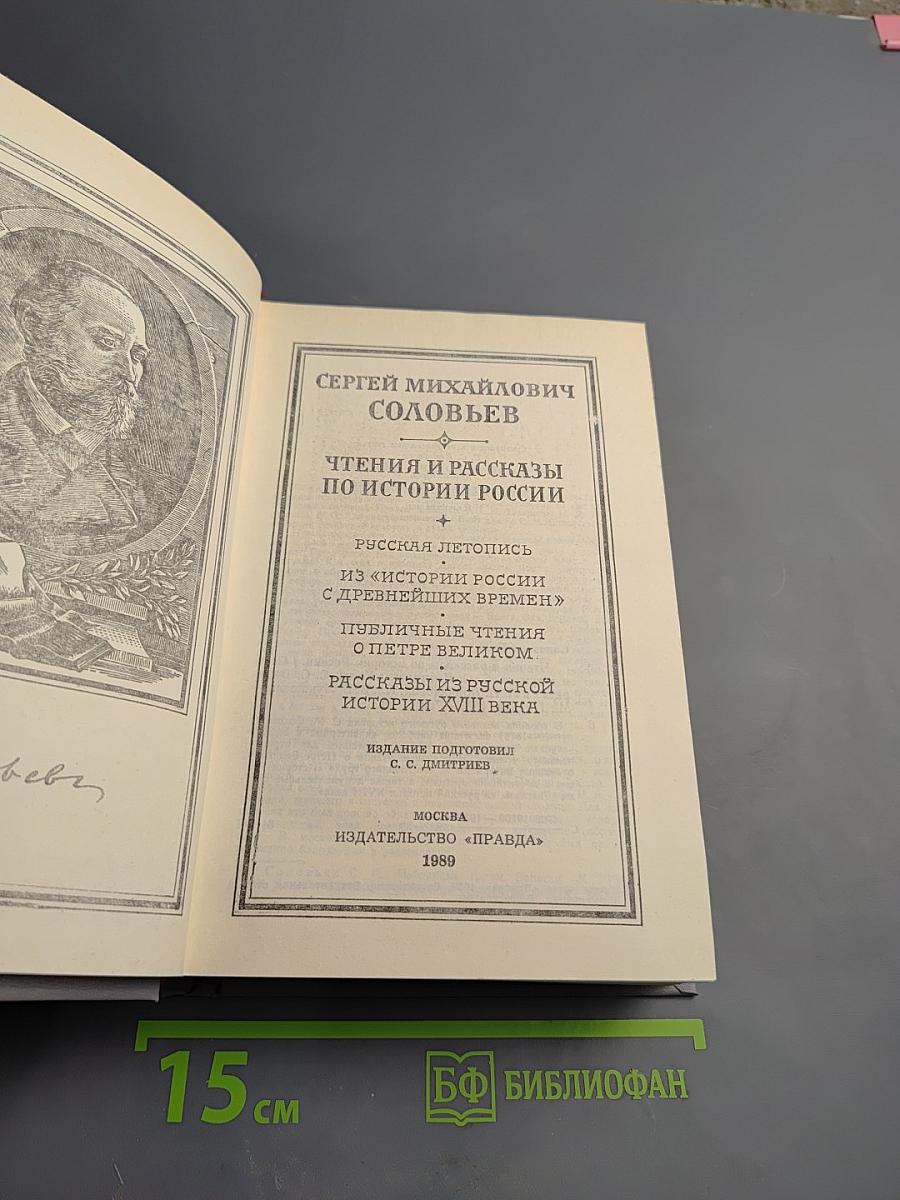 СЕРГЕЙ МИХАЙЛОВИЧ
СОЛОВЬЕВ
ЧТЕНИЯ И РАССКАЗЫ
ПО ИСТОРИИ РОССИИ
РУССКАЯ ЛЕТОПИСЬ
ИЗ «ИСТОРИИ РОССИИ
С ДРЕВНЕЙШИХ ВРЕМЕН»
ПУБЛИЧНЫЕ ЧТЕНИЯ
О ПЕТРЕ ВЕЛИКОМ
РАССКАЗЫ ИЗ РУССКОЙ
ИСТОРИИ XVIII ВЕКА
ИЗДАНИЕ ПОДГОТОВИЛ
С. С. ДМИТРИЕВ
МОСКВА
ИЗДАТЕЛЬСТВО «ПРАВДА»
1989
15 СМ
БФ БИБЛИОФАН